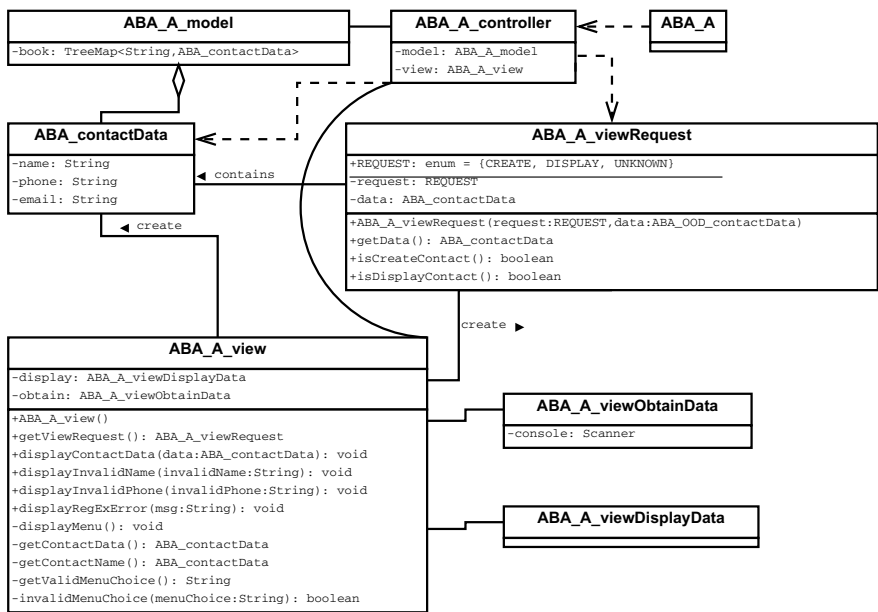 ABA_A_model
-book: TreeMap<String,ABA_contactData>
ABA_A_controller
-model: ABA_A_model
-view: ABA_A_view
ABA_A
ABA_contactData
-name: String
-phone: String
-email: String
◄ contains
ABA_A_viewRequest
+REQUEST: enum = {CREATE, DISPLAY, UNKNOWN}
-request: REQUEST
-data: ABA_contactData
+ABA_A_viewRequest(request:REQUEST,data:ABA_OOD_contactData)
+getData(): ABA_contactData
+isCreateContact(): boolean
+isDisplayContact(): boolean
◄ create
create ►
ABA_A_view
-display: ABA_A_viewDisplayData
-obtain: ABA_A_viewObtainData
+ABA_A_view()
+getViewRequest(): ABA_A_viewRequest
+displayContactData(data:ABA_contactData): void
+displayInvalidName(invalidName:String): void
+displayInvalidPhone(invalidPhone:String): void
+displayRegExError(msg:String): void
-displayMenu(): void
-getContactData(): ABA_contactData
-getContactName(): ABA_contactData
-getValidMenuChoice(): String
-invalidMenuChoice(menuChoice:String): boolean
ABA_A_viewObtainData
-console: Scanner
ABA_A_viewDisplayData